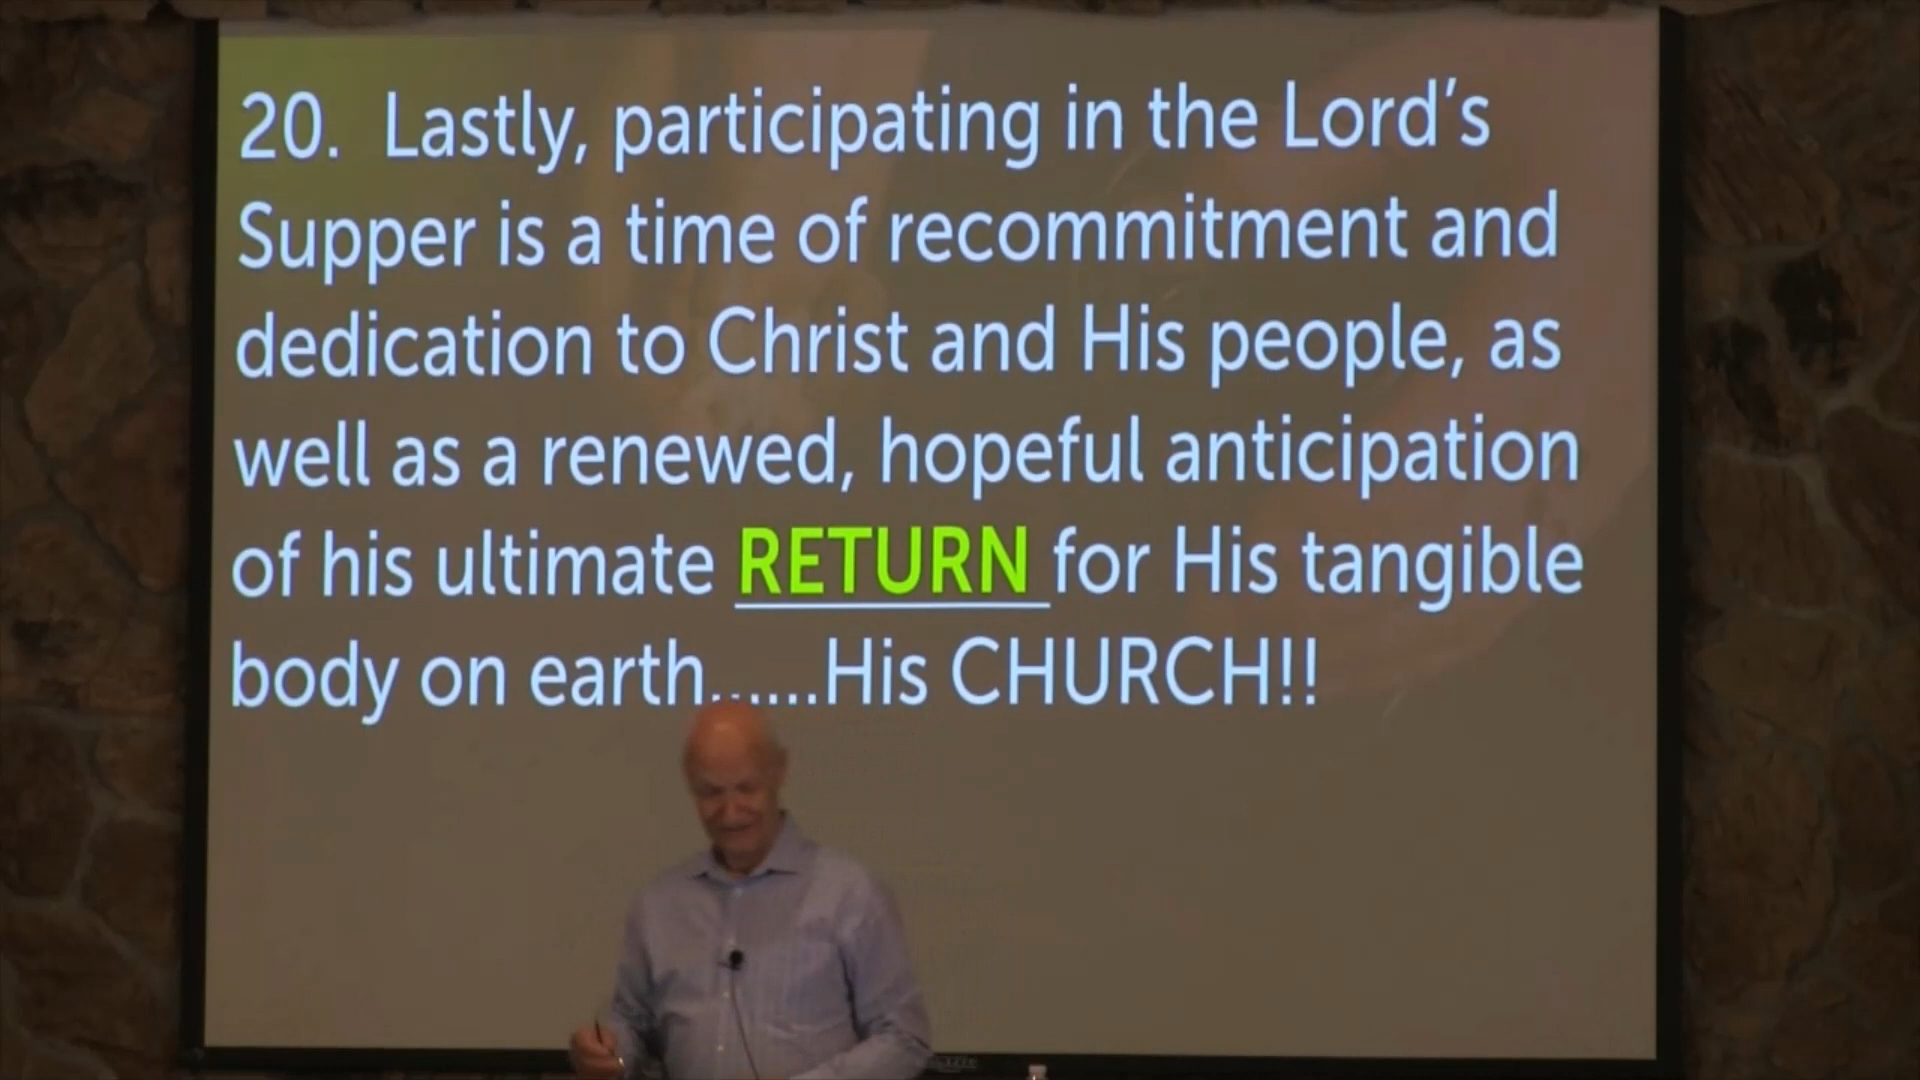 20. Lastly, participating in the Lord's
Supper is a time of recommitment and
dedication to Christ and His people, as
well as a renewed, hopeful anticipation
of his ultimate RETURN for His tangible
body on earth......His CHURCH!!